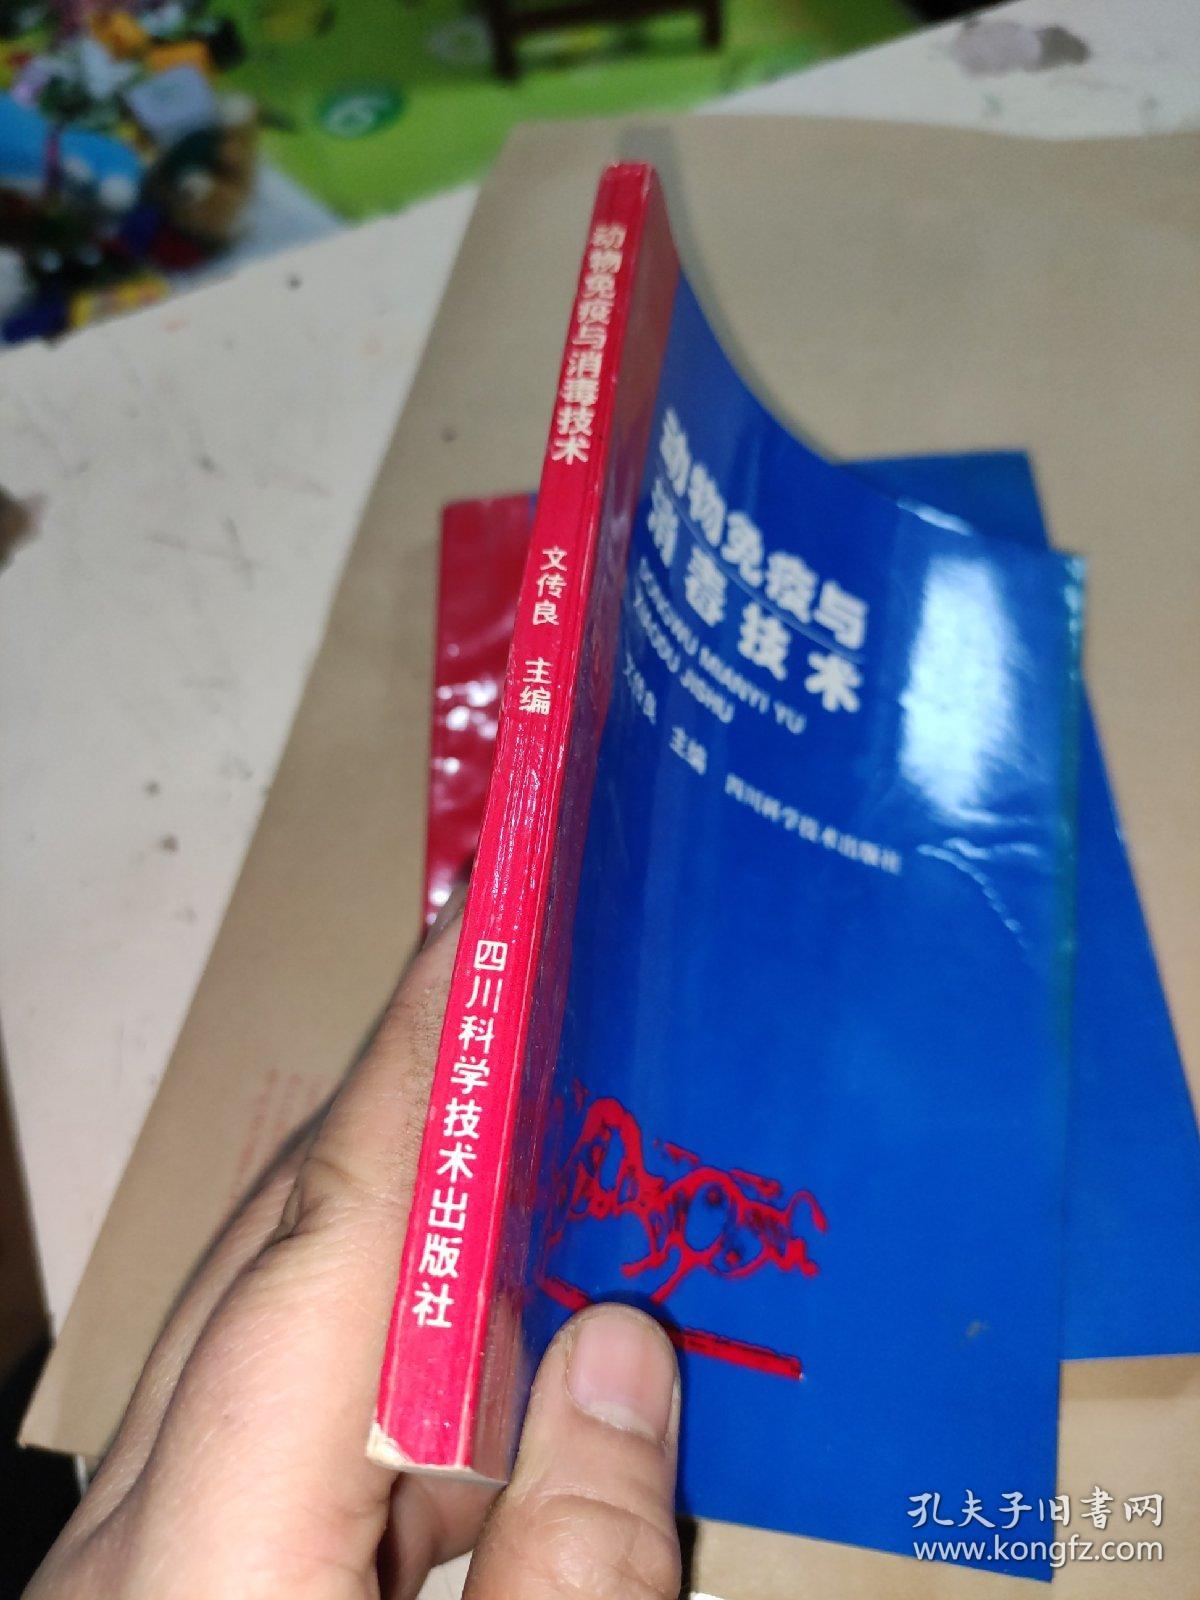 动物免疫与消毒技术
文传良 主编
四川科学技术出版社
动物免疫与
消毒技术
DONGWU MIANYI YU
XIAODU JISHU
文传良 主编 四川科学技术出版社
孔夫子旧书网
www.kongfz.com